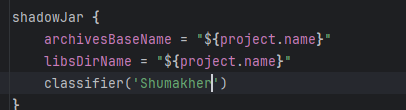 shadowJar {
archivesBaseName = "${project.name}"
libsDirName = "${project.name}"
classifier('Shumakher')
}